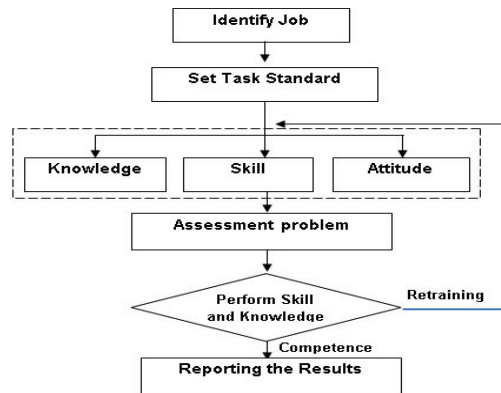 Identify Job
Set Task Standard
Knowledge
Skill
Attitude
Assessment problem
Perform Skill
and Knowledge
Retraining
Competence
Reporting the Results